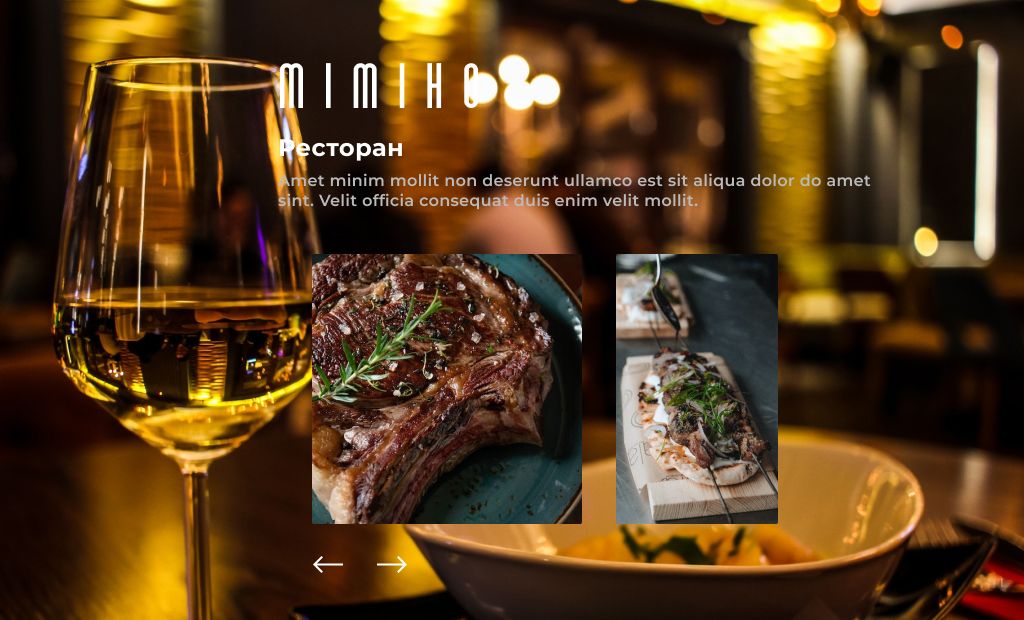 MIMIHO
Ресторан
Amet minim mollit non deserunt ullamco est sit aliqua dolor do amet
sint. Velit officia consequat duis enim velit mollit.